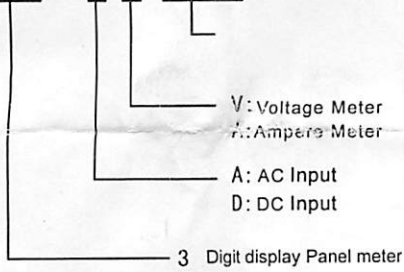 V: Voltage Meter
A: Ampere Meter
A: AC Input
D: DC Input
3 Digit display Panel meter